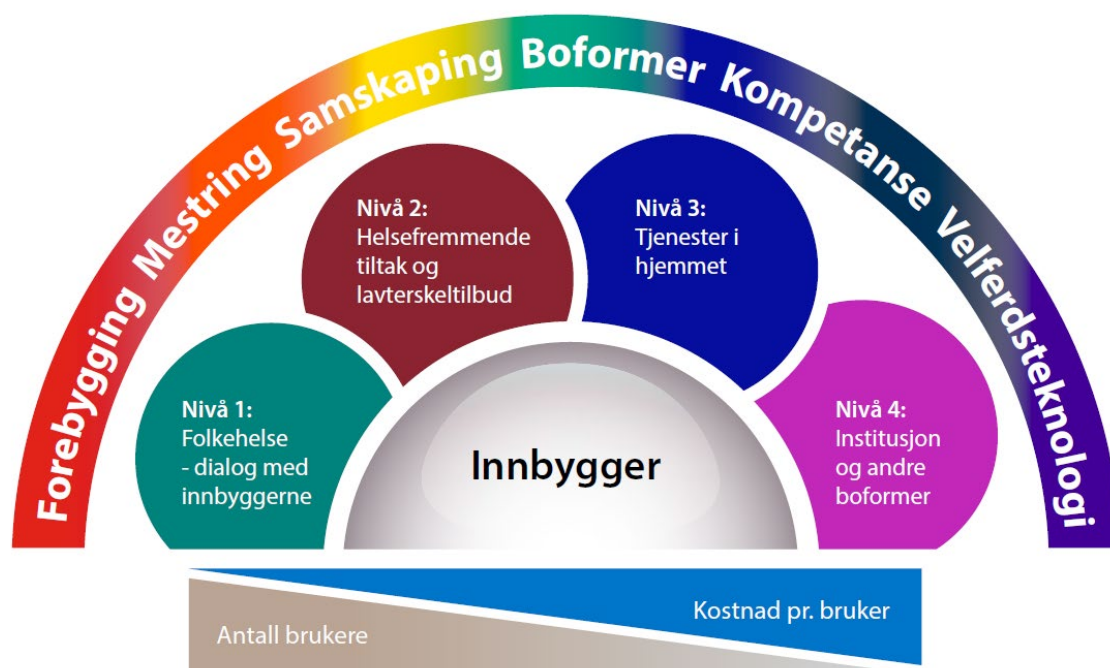 Forebygging Mestring Samskaping Boformer Kompetanse Velferdsteknologi
Nivå 1:
Folkehelse
- dialog med
innbyggerne
Nivå 2:
Helsefremmende
tiltak og
lavterskeltilbud
Nivå 3:
Tjenester i
hjemmet
Nivå 4:
Institusjon
og andre
boformer
Innbygger
Kostnad pr. bruker
Antall brukere